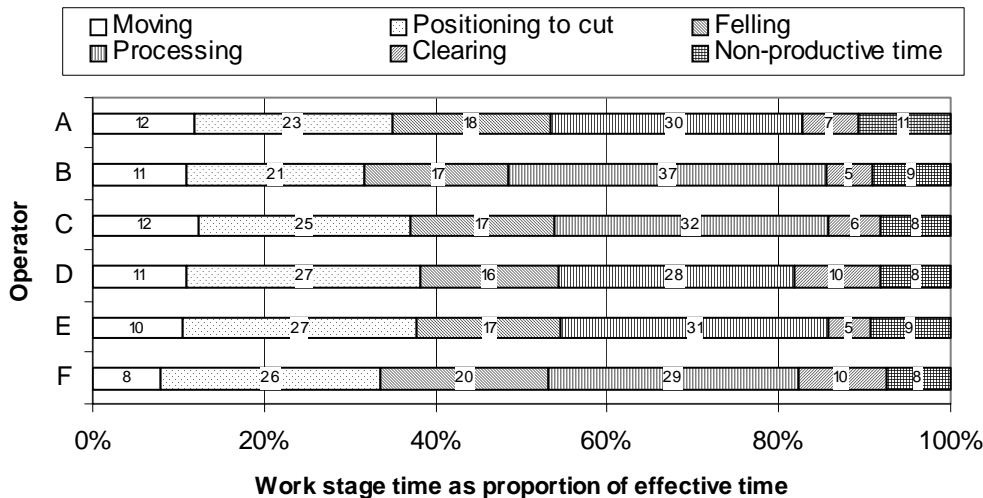 Moving Positioning to cut Felling
Processing Clearing Non-productive time
A 12 23 18 30 7 11
B 11 21 17 37 5 9
C 12 25 17 32 6 8
D 11 27 16 28 10 8
E 10 27 17 31 5 9
F 8 26 20 29 10 8
Operator
0% 20% 40% 60% 80% 100%
Work stage time as proportion of effective time